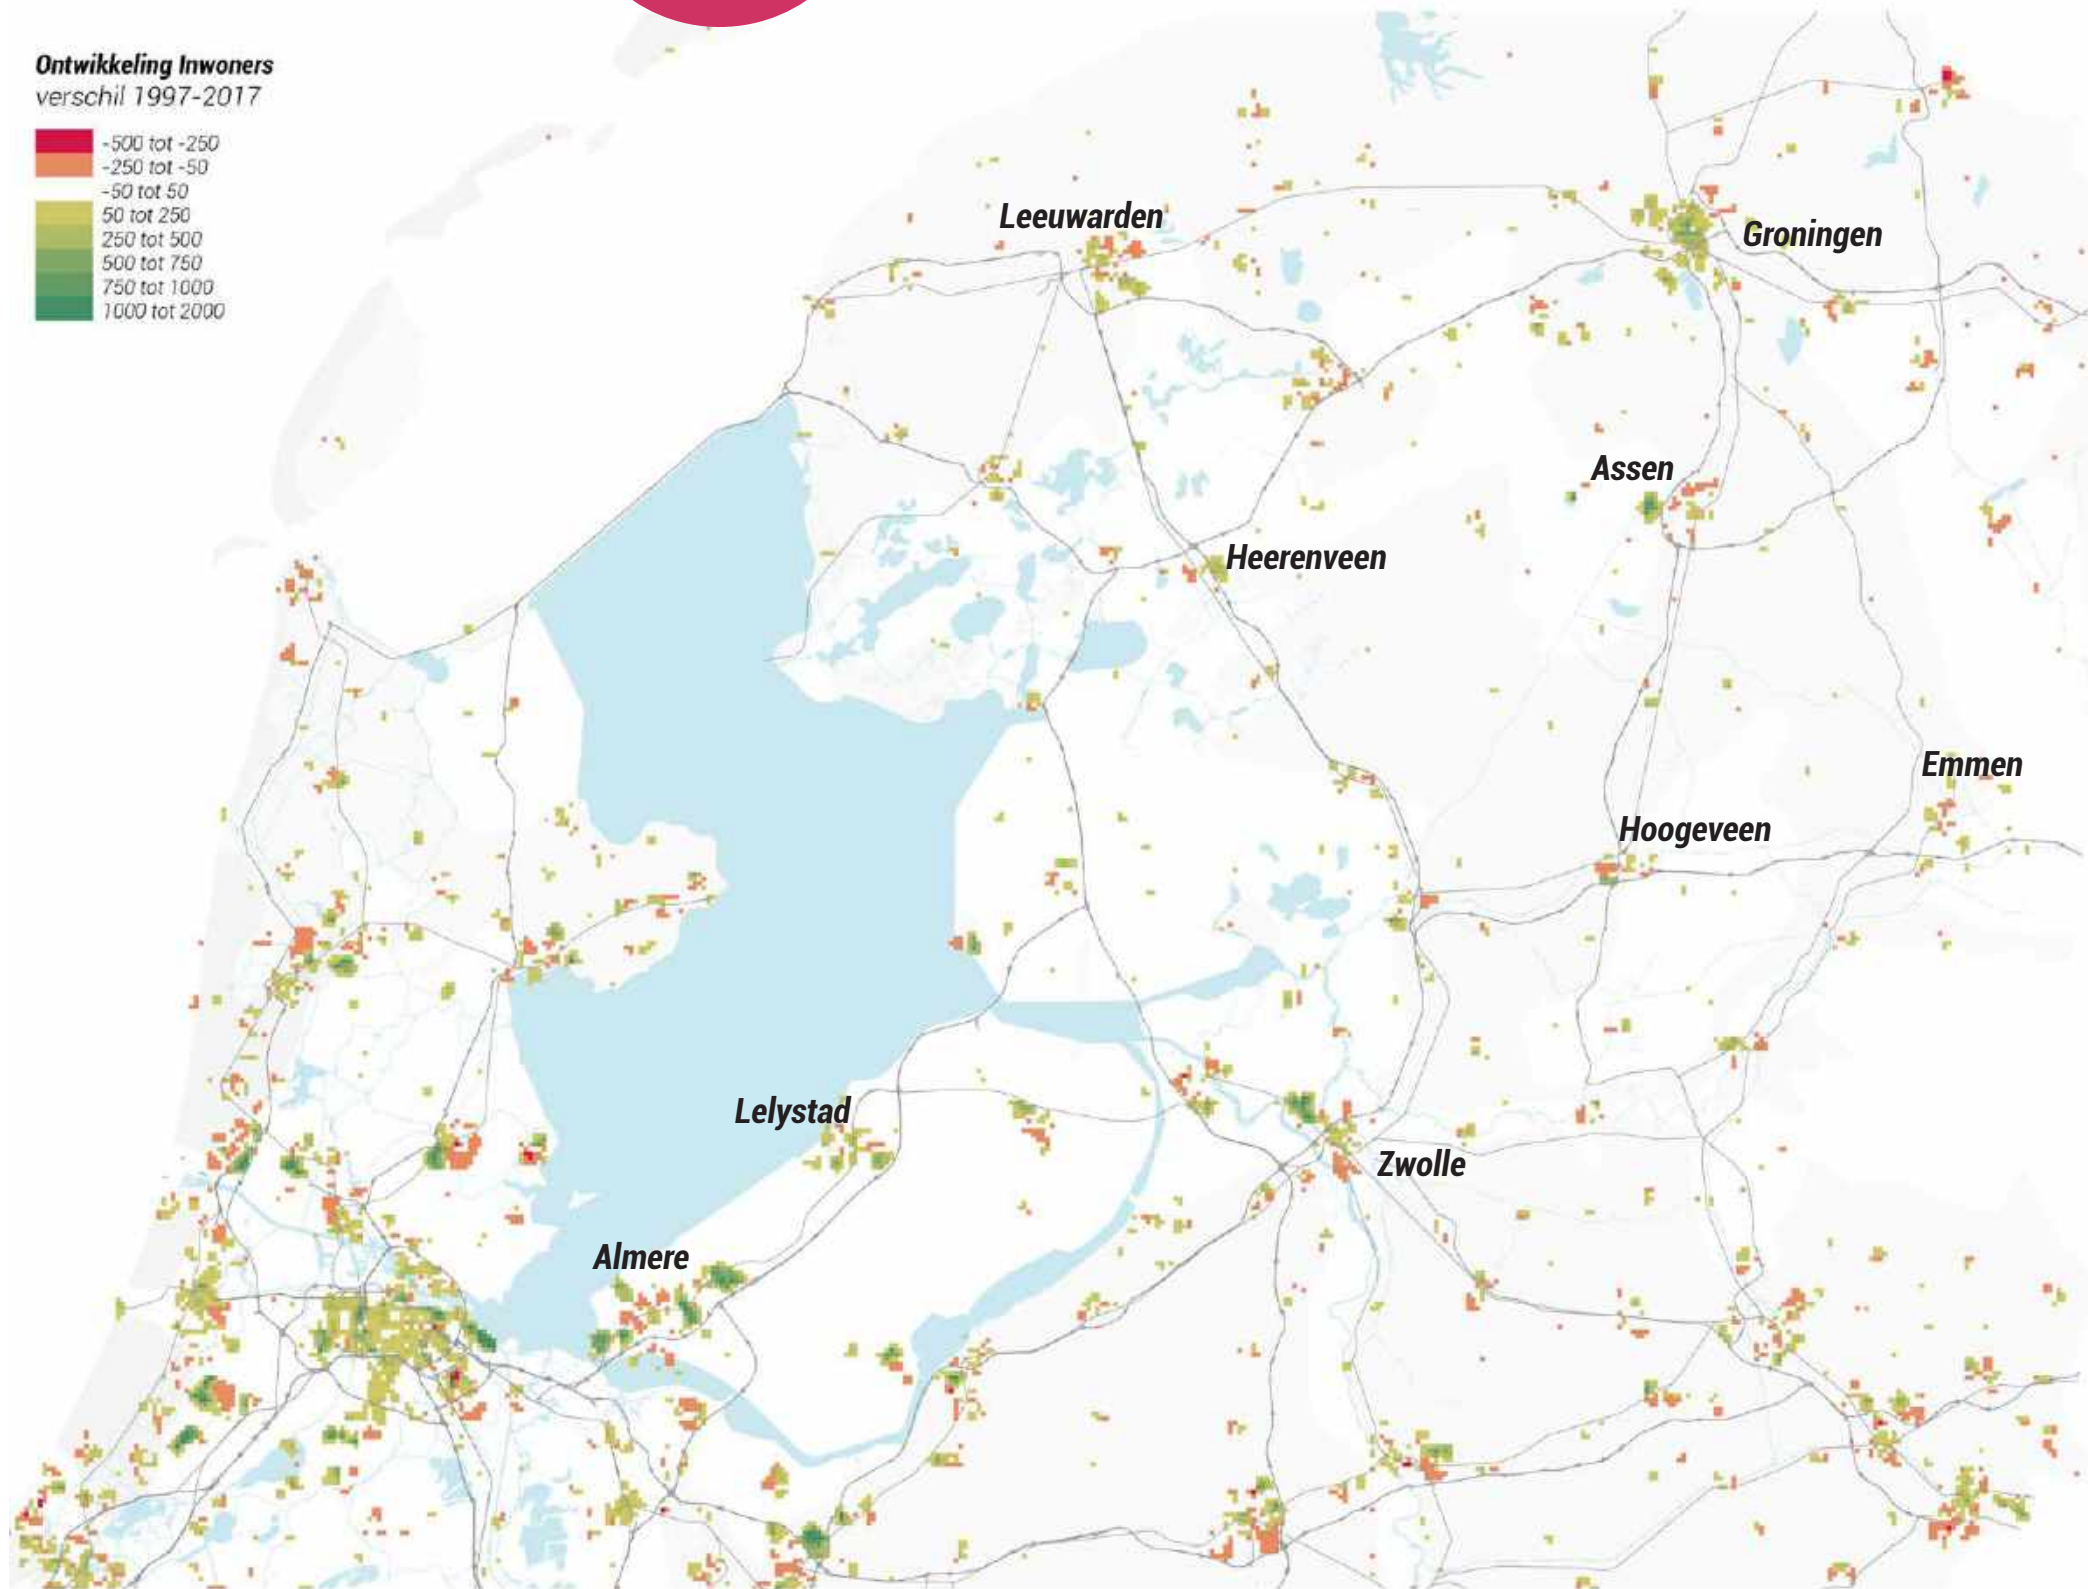 Ontwikkeling Inwoners
verschil 1997-2017
-500 tot -250
-250 tot -50
-50 tot 50
50 tot 250
250 tot 500
500 tot 750
750 tot 1000
1000 tot 2000
Leeuwarden
Groningen
Assen
Heerenveen
Emmen
Hoogeveen
Lelystad
Zwolle
Almere